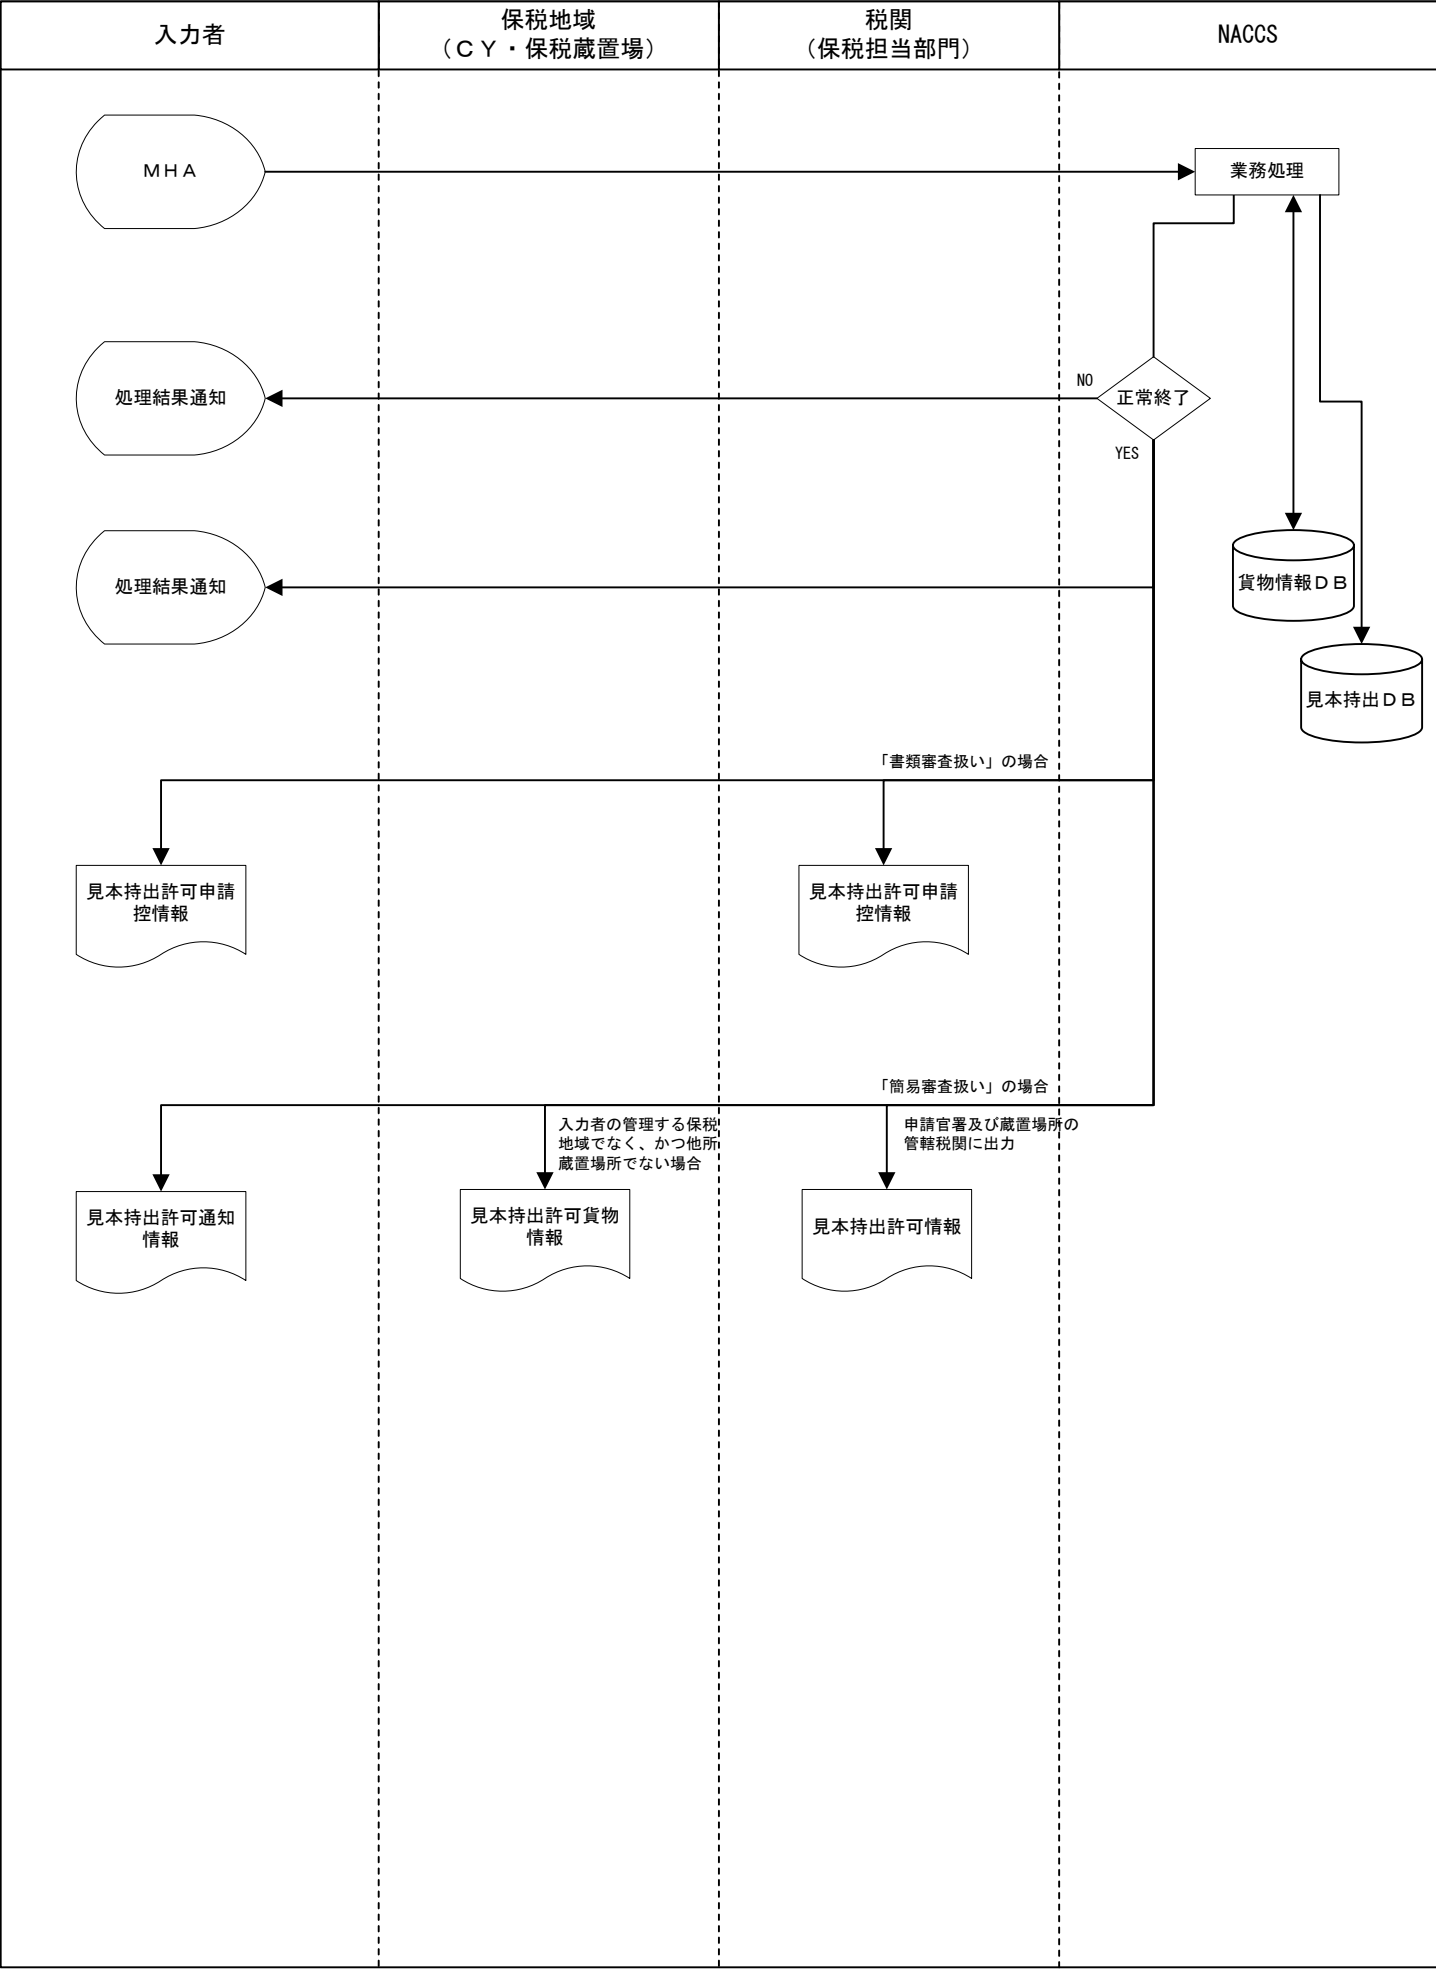 入力者
保税地域
（ＣＹ・保税蔵置場）
税関
（保税担当部門）
NACCS
ＭＨＡ
業務処理
処理結果通知
NO
正常終了
YES
処理結果通知
貨物情報ＤＢ
見本持出ＤＢ
「書類審査扱い」の場合
見本持出許可申請
控情報
見本持出許可申請
控情報
「簡易審査扱い」の場合
入力者の管理する保税
地域でなく、かつ他所
蔵置場所でない場合
申請官署及び蔵置場所の
管轄税関に出力
見本持出許可通知
情報
見本持出許可貨物
情報
見本持出許可情報